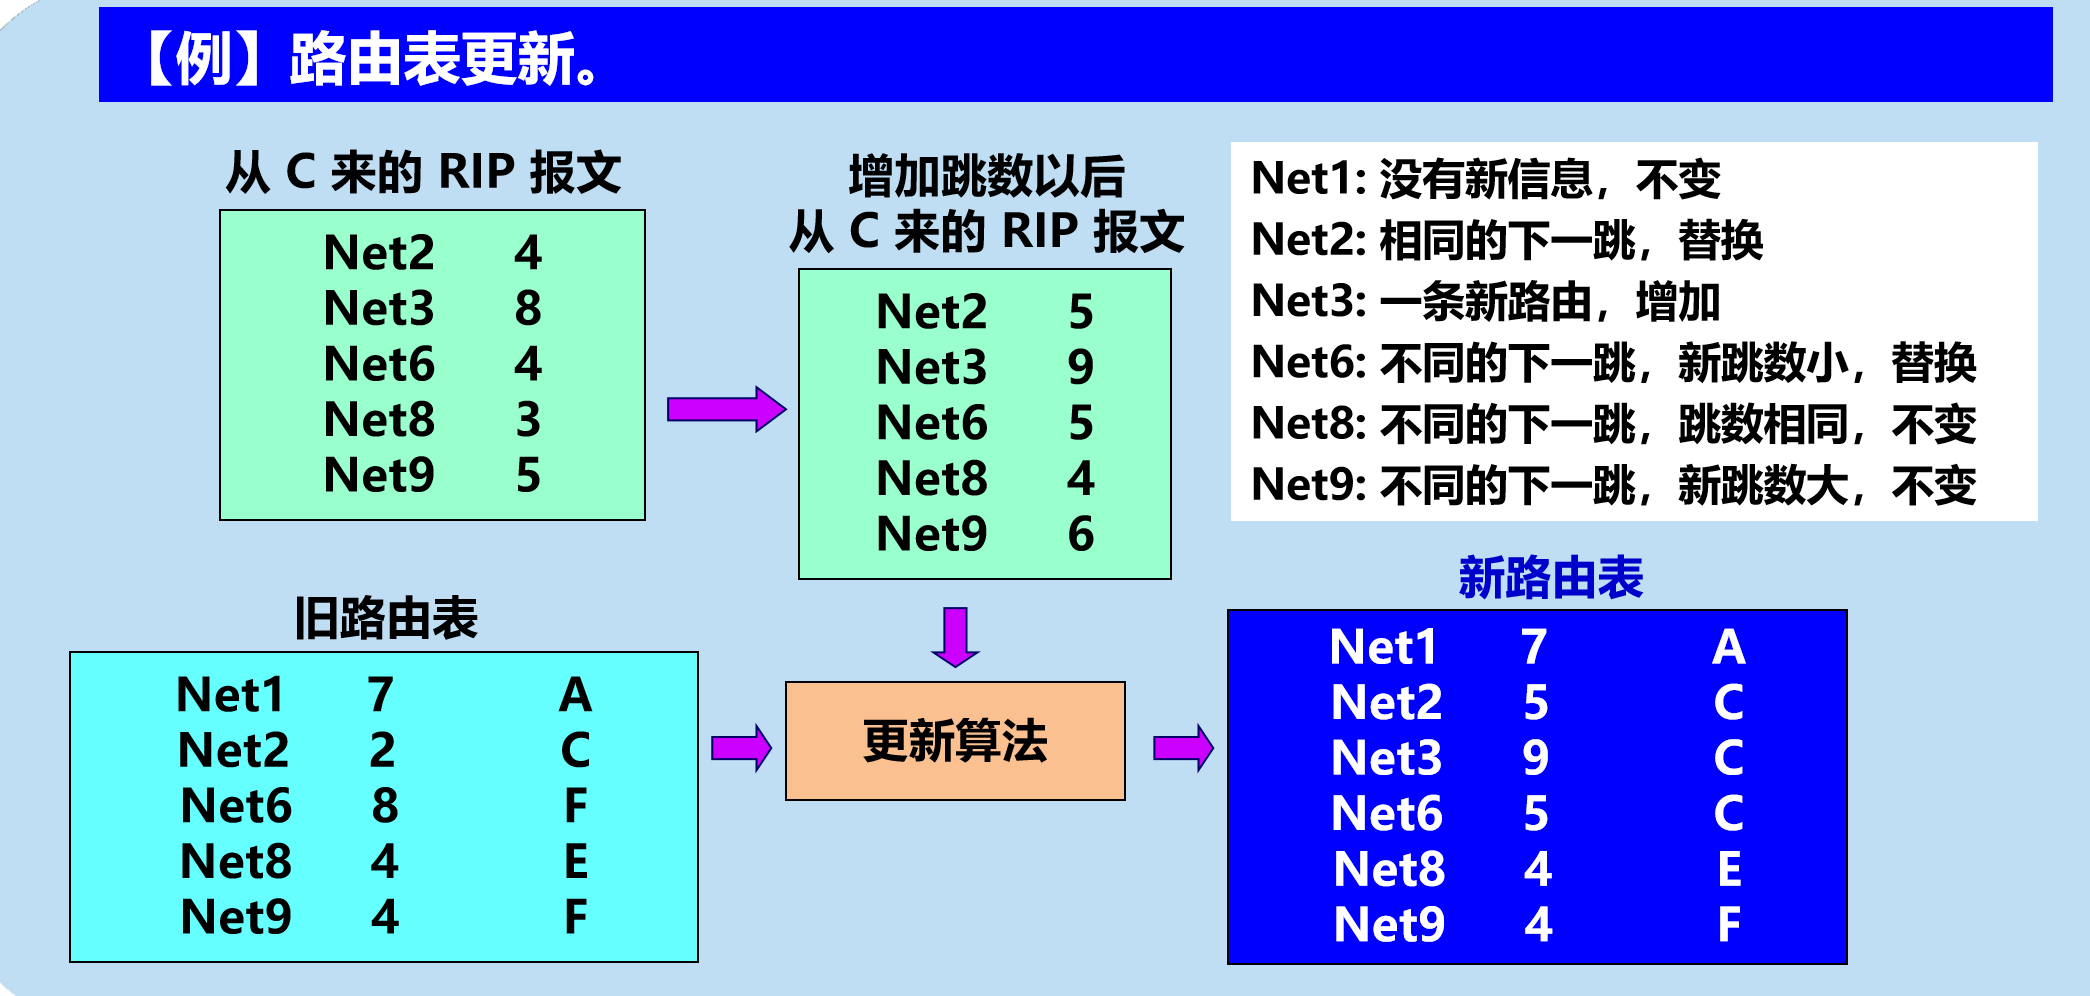 【例】路由表更新。
从 C 来的 RIP 报文
Net2 4
Net3 8
Net6 4
Net8 3
Net9 5
增加跳数以后
从 C 来的 RIP 报文
Net2 5
Net3 9
Net6 5
Net8 4
Net9 6
Net1: 没有新信息，不变
Net2: 相同的下一跳，替换
Net3: 一条新路由，增加
Net6: 不同的下一跳，新跳数小，替换
Net8: 不同的下一跳，跳数相同，不变
Net9: 不同的下一跳，新跳数大，不变
旧路由表
Net1 7 A
Net2 2 C
Net6 8 F
Net8 4 E
Net9 4 F
更新算法
新路由表
Net1 7 A
Net2 5 C
Net3 9 C
Net6 5 C
Net8 4 E
Net9 4 F